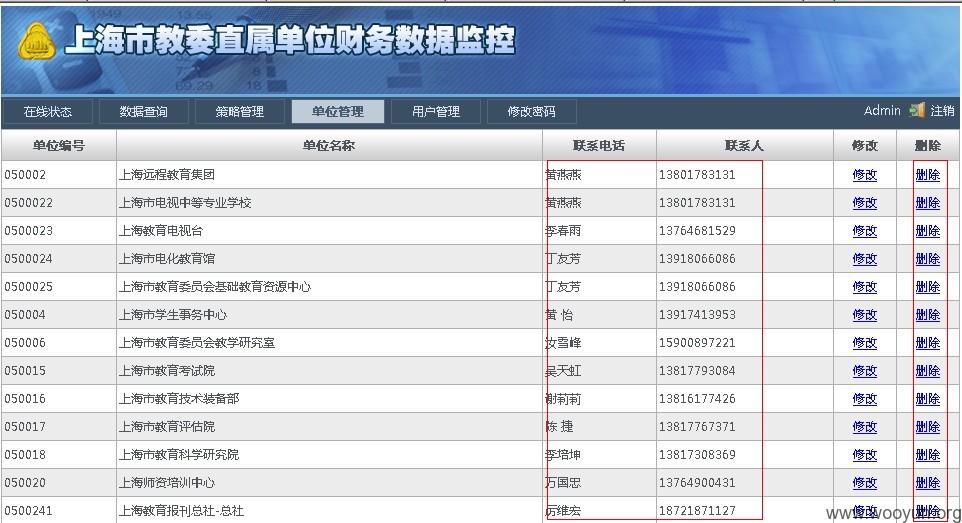 上海市教委直属单位财务数据监控
在线状态 数据查询 策略管理 单位管理 用户管理 修改密码 Admin 注销
单位编号 单位名称 联系电话 联系人 修改 删除
050002 上海远程教育集团 黄燕燕 13801783131 修改 删除
0500022 上海市电视中等专业学校 黄燕燕 13801783131 修改 删除
0500023 上海教育电视台 李春雨 13764681529 修改 删除
0500024 上海市电化教育馆 丁友芳 13918066086 修改 删除
0500025 上海市教育委员会基础教育资源中心 丁友芳 13918066086 修改 删除
050004 上海市学生事务中心 黄 怡 13917413953 修改 删除
050006 上海市教育委员会教学研究室 汝雪峰 15900897221 修改 删除
050015 上海市教育考试院 吴天虹 13817793084 修改 删除
050016 上海市教育技术装备部 谢莉莉 13816177426 修改 删除
050017 上海市教育评估院 陈 捷 13817767371 修改 删除
050018 上海市教育科学研究院 李培坤 13817308369 修改 删除
050020 上海师资培训中心 万国忠 13764900431 修改 删除
0500241 上海教育报刊总社-总社 厉维宏 18721871127 修改 删除
www.wooyun.org